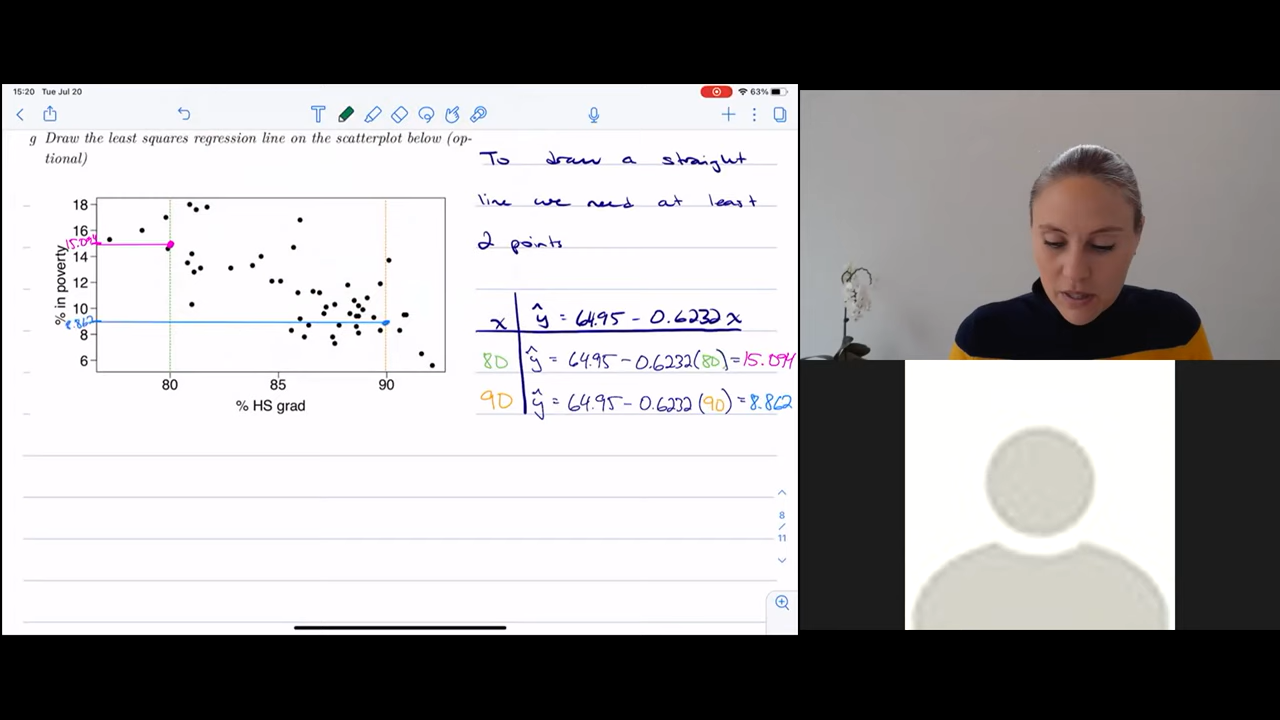 15:20 Tue Jul 20
63%
g Draw the least squares regression line on the scatterplot below (op-
tional)
To draw a straight
line we need at least
2 points
18
16
15.094
14
12
10
8.862
8
6
% in poverty
80 85 90
% HS grad
x ŷ = 64.95 - 0.6232x
80 ŷ = 64.95 - 0.6232(80) = 15.094
90 ŷ = 64.95 - 0.6232(90) = 8.862
8
/
11